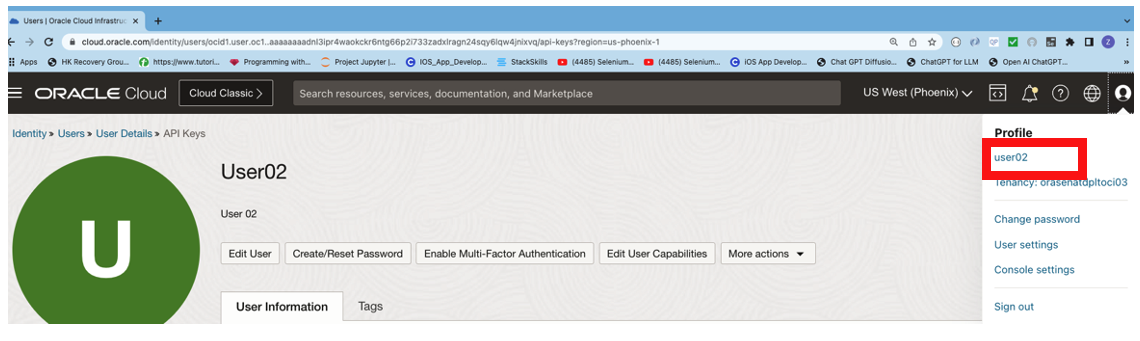 Users | Oracle Cloud Infrastruc
cloud.oracle.com/identity/users/ocid1.user.oc1..aaaaaaaadnl3ipr4waokckr6ntg66p2i733zadxlragn24sqy6lqw4jnixvq/api-keys?region=us-phoenix-1
Apps HK Recovery Grou... https://www.tutori... Programming with... Project Jupyter |... IOS_App_Develop... StackSkills (4485) Selenium... (4485) Selenium... iOS App Develop... Chat GPT Diffusio... ChatGPT for LLM Open AI ChatGPT...
ORACLE Cloud Cloud Classic > Search resources, services, documentation, and Marketplace US West (Phoenix)
Identity » Users » User Details » API Keys
Profile
user02
Tenancy: orasenatdpltoci03
Change password
User settings
Console settings
Sign out
U
User02
User 02
Edit User Create/Reset Password Enable Multi-Factor Authentication Edit User Capabilities More actions
User Information Tags